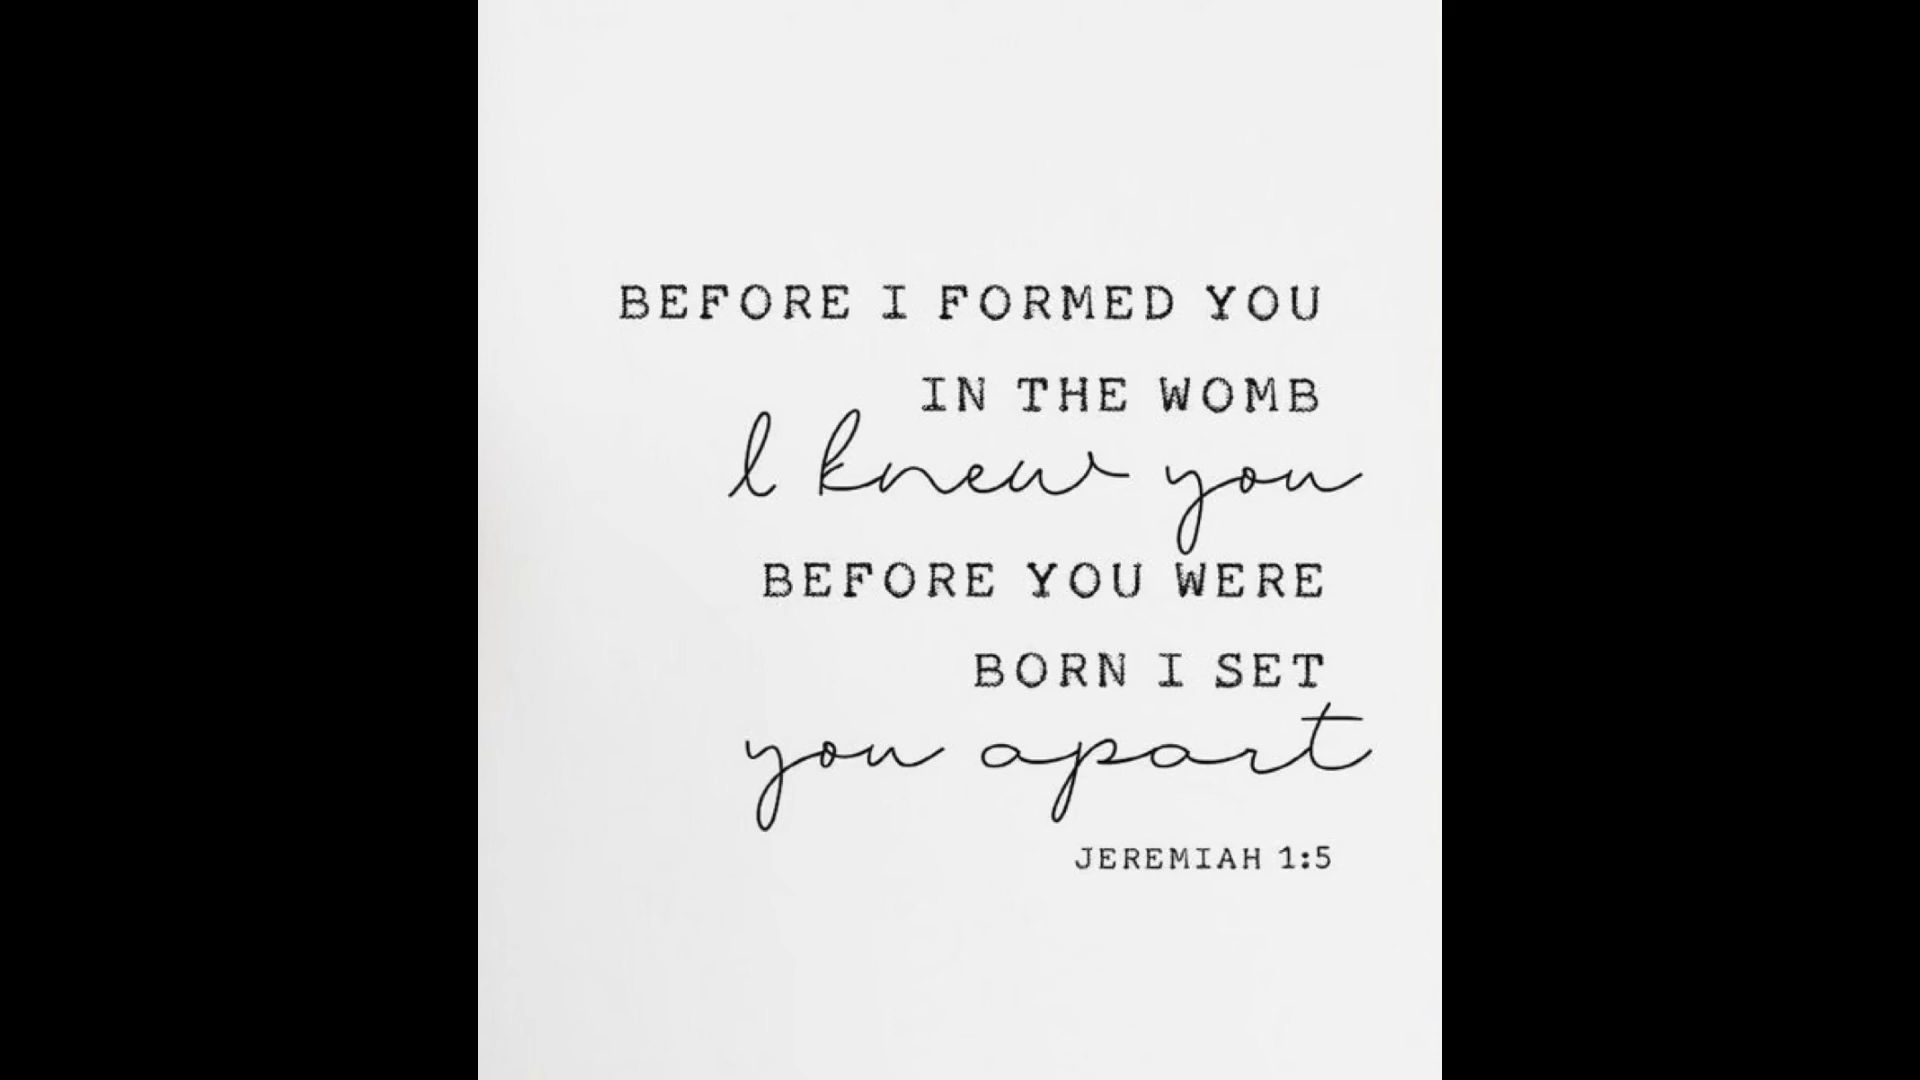 BEFORE I FORMED YOU
IN THE WOMB
I knew you
BEFORE YOU WERE
BORN I SET
you apart
JEREMIAH 1:5